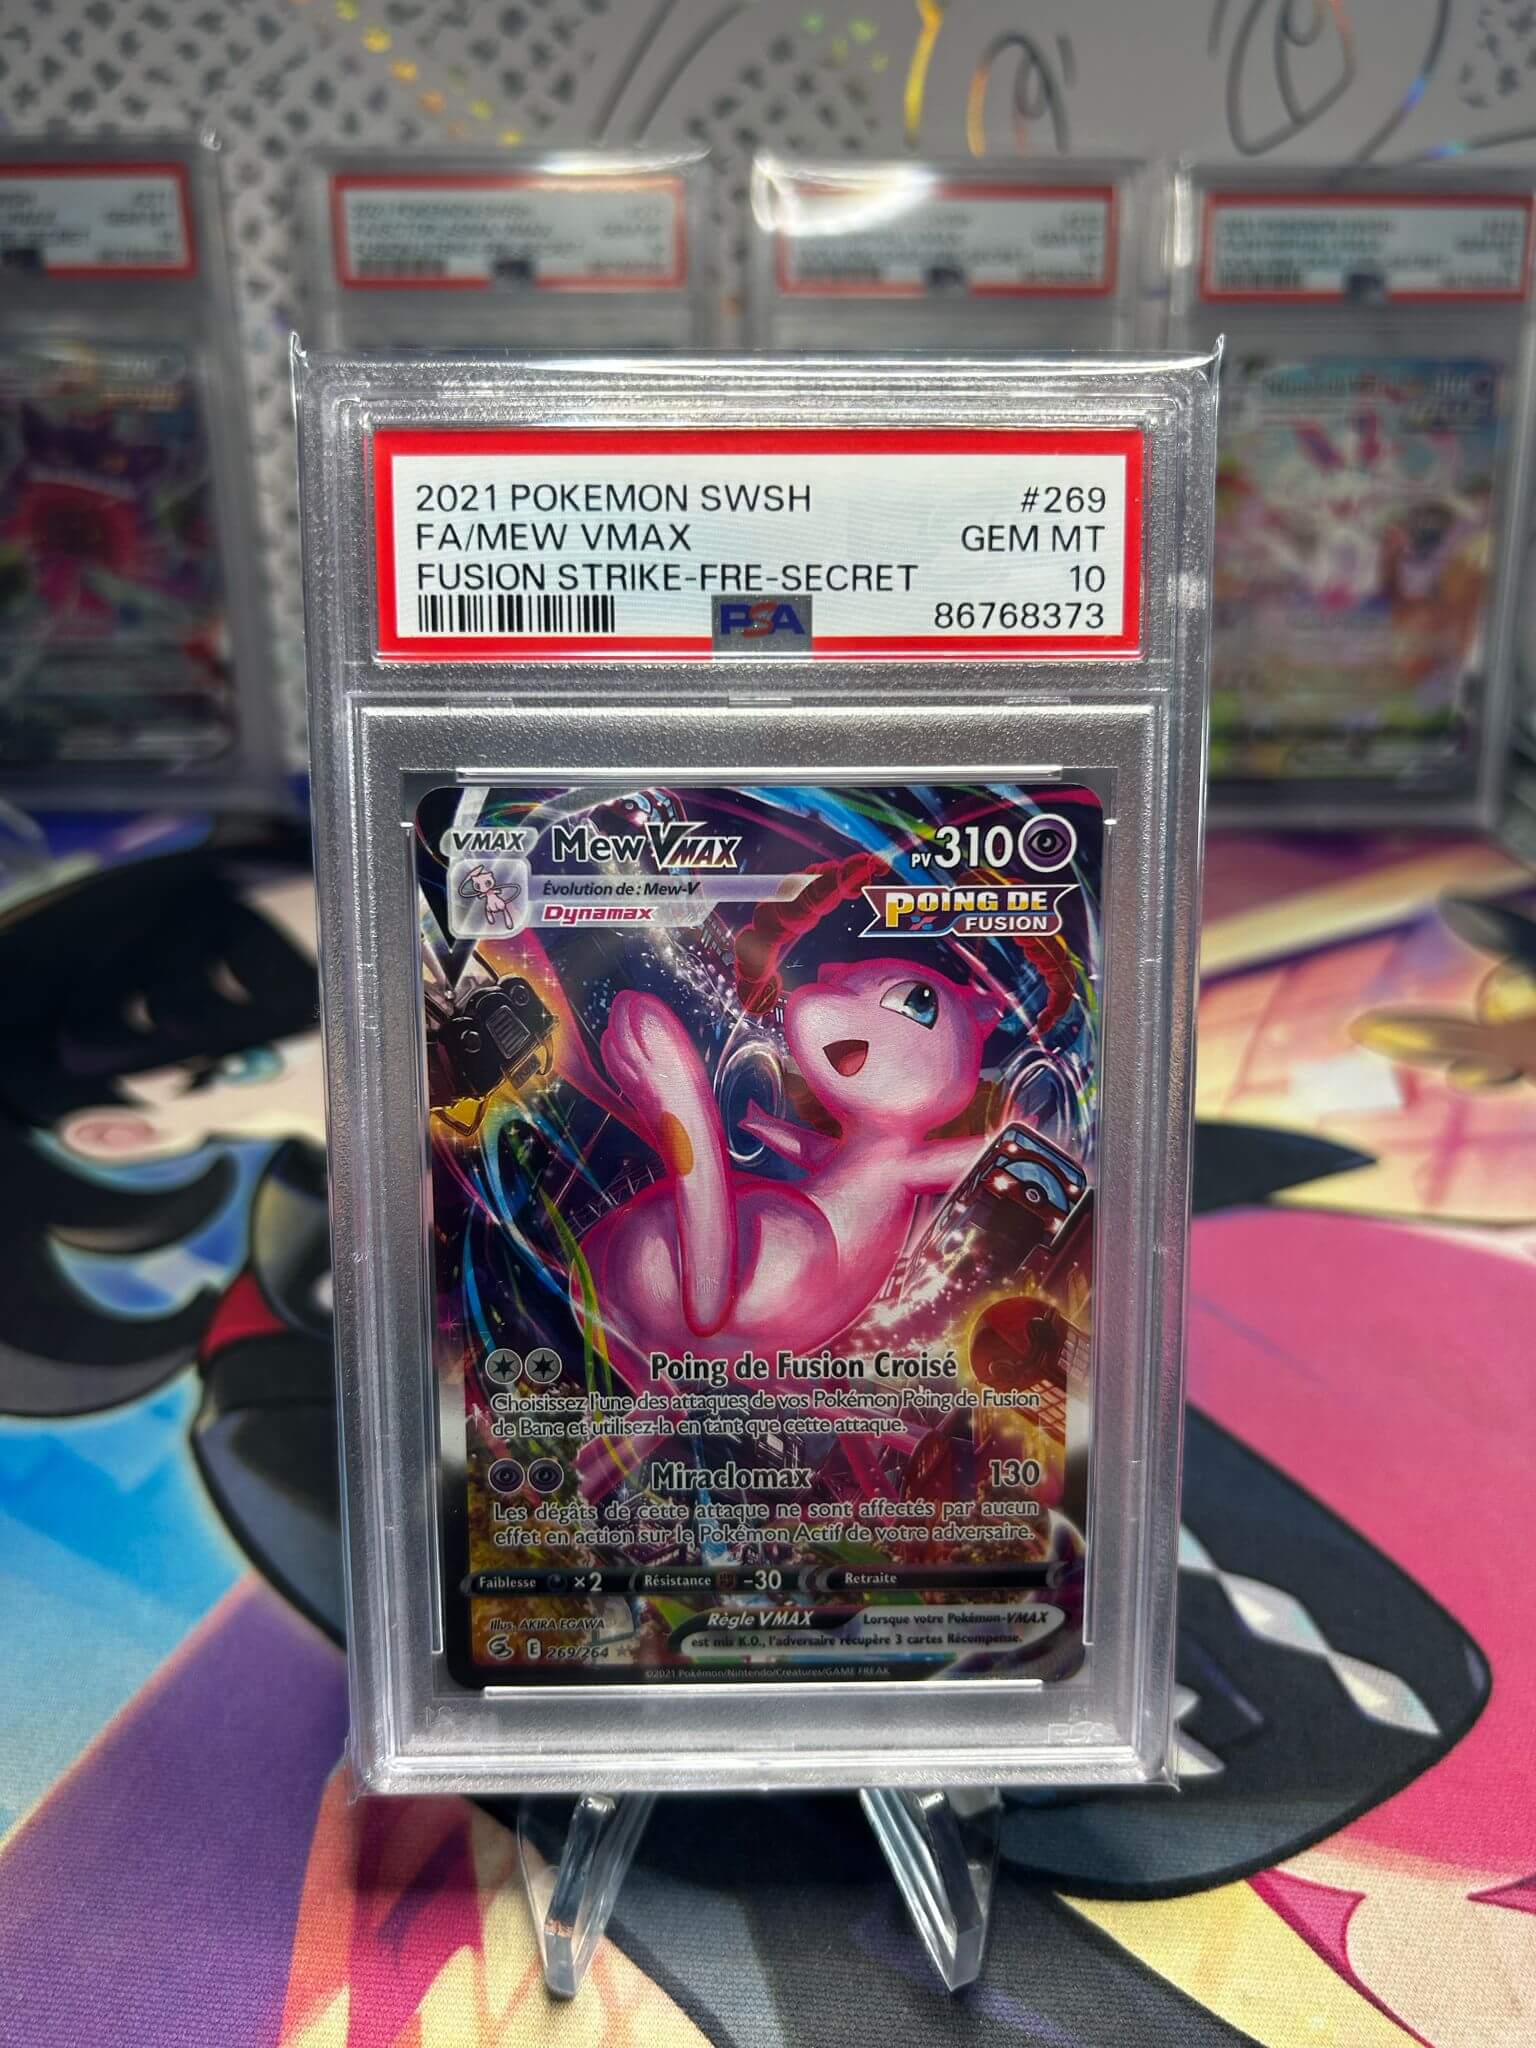 2021 POKEMON SWSH #269
FA/MEW VMAX GEM MT
FUSION STRIKE-FRE-SECRET 10
PSA 86768373
VMAX Mew VMAX PV 310
Évolution de : Mew-V
Dynamax
POING DE
FUSION
Poing de Fusion Croisé
Choisissez l'une des attaques de vos Pokémon Poing de Fusion
de Banc et utilisez-la en tant que cette attaque.
Miraclomax 130
Les dégâts de cette attaque ne sont affectés par aucun
effet en action sur le Pokémon Actif de votre adversaire.
Faiblesse ×2 Résistance -30 Retraite
Illus. AKIRA EGAWA
E 269/264
Règle VMAX Lorsque votre Pokémon-VMAX
est mis K.O., l'adversaire récupère 3 cartes Récompense.
©2021 Pokémon/Nintendo/Creatures/GAME FREAK